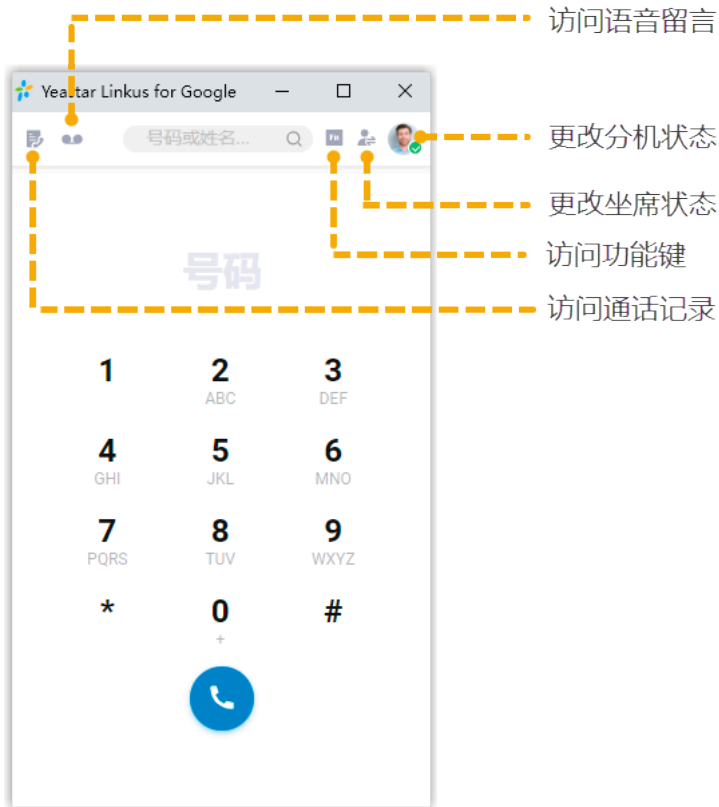 访问语音留言
Yeastar Linkus for Google
号码或姓名...
Fn
更改分机状态
更改坐席状态
访问功能键
号码
访问通话记录
1 2 3
ABC DEF
4 5 6
GHI JKL MNO
7 8 9
PQRS TUV WXYZ
* 0 #
+